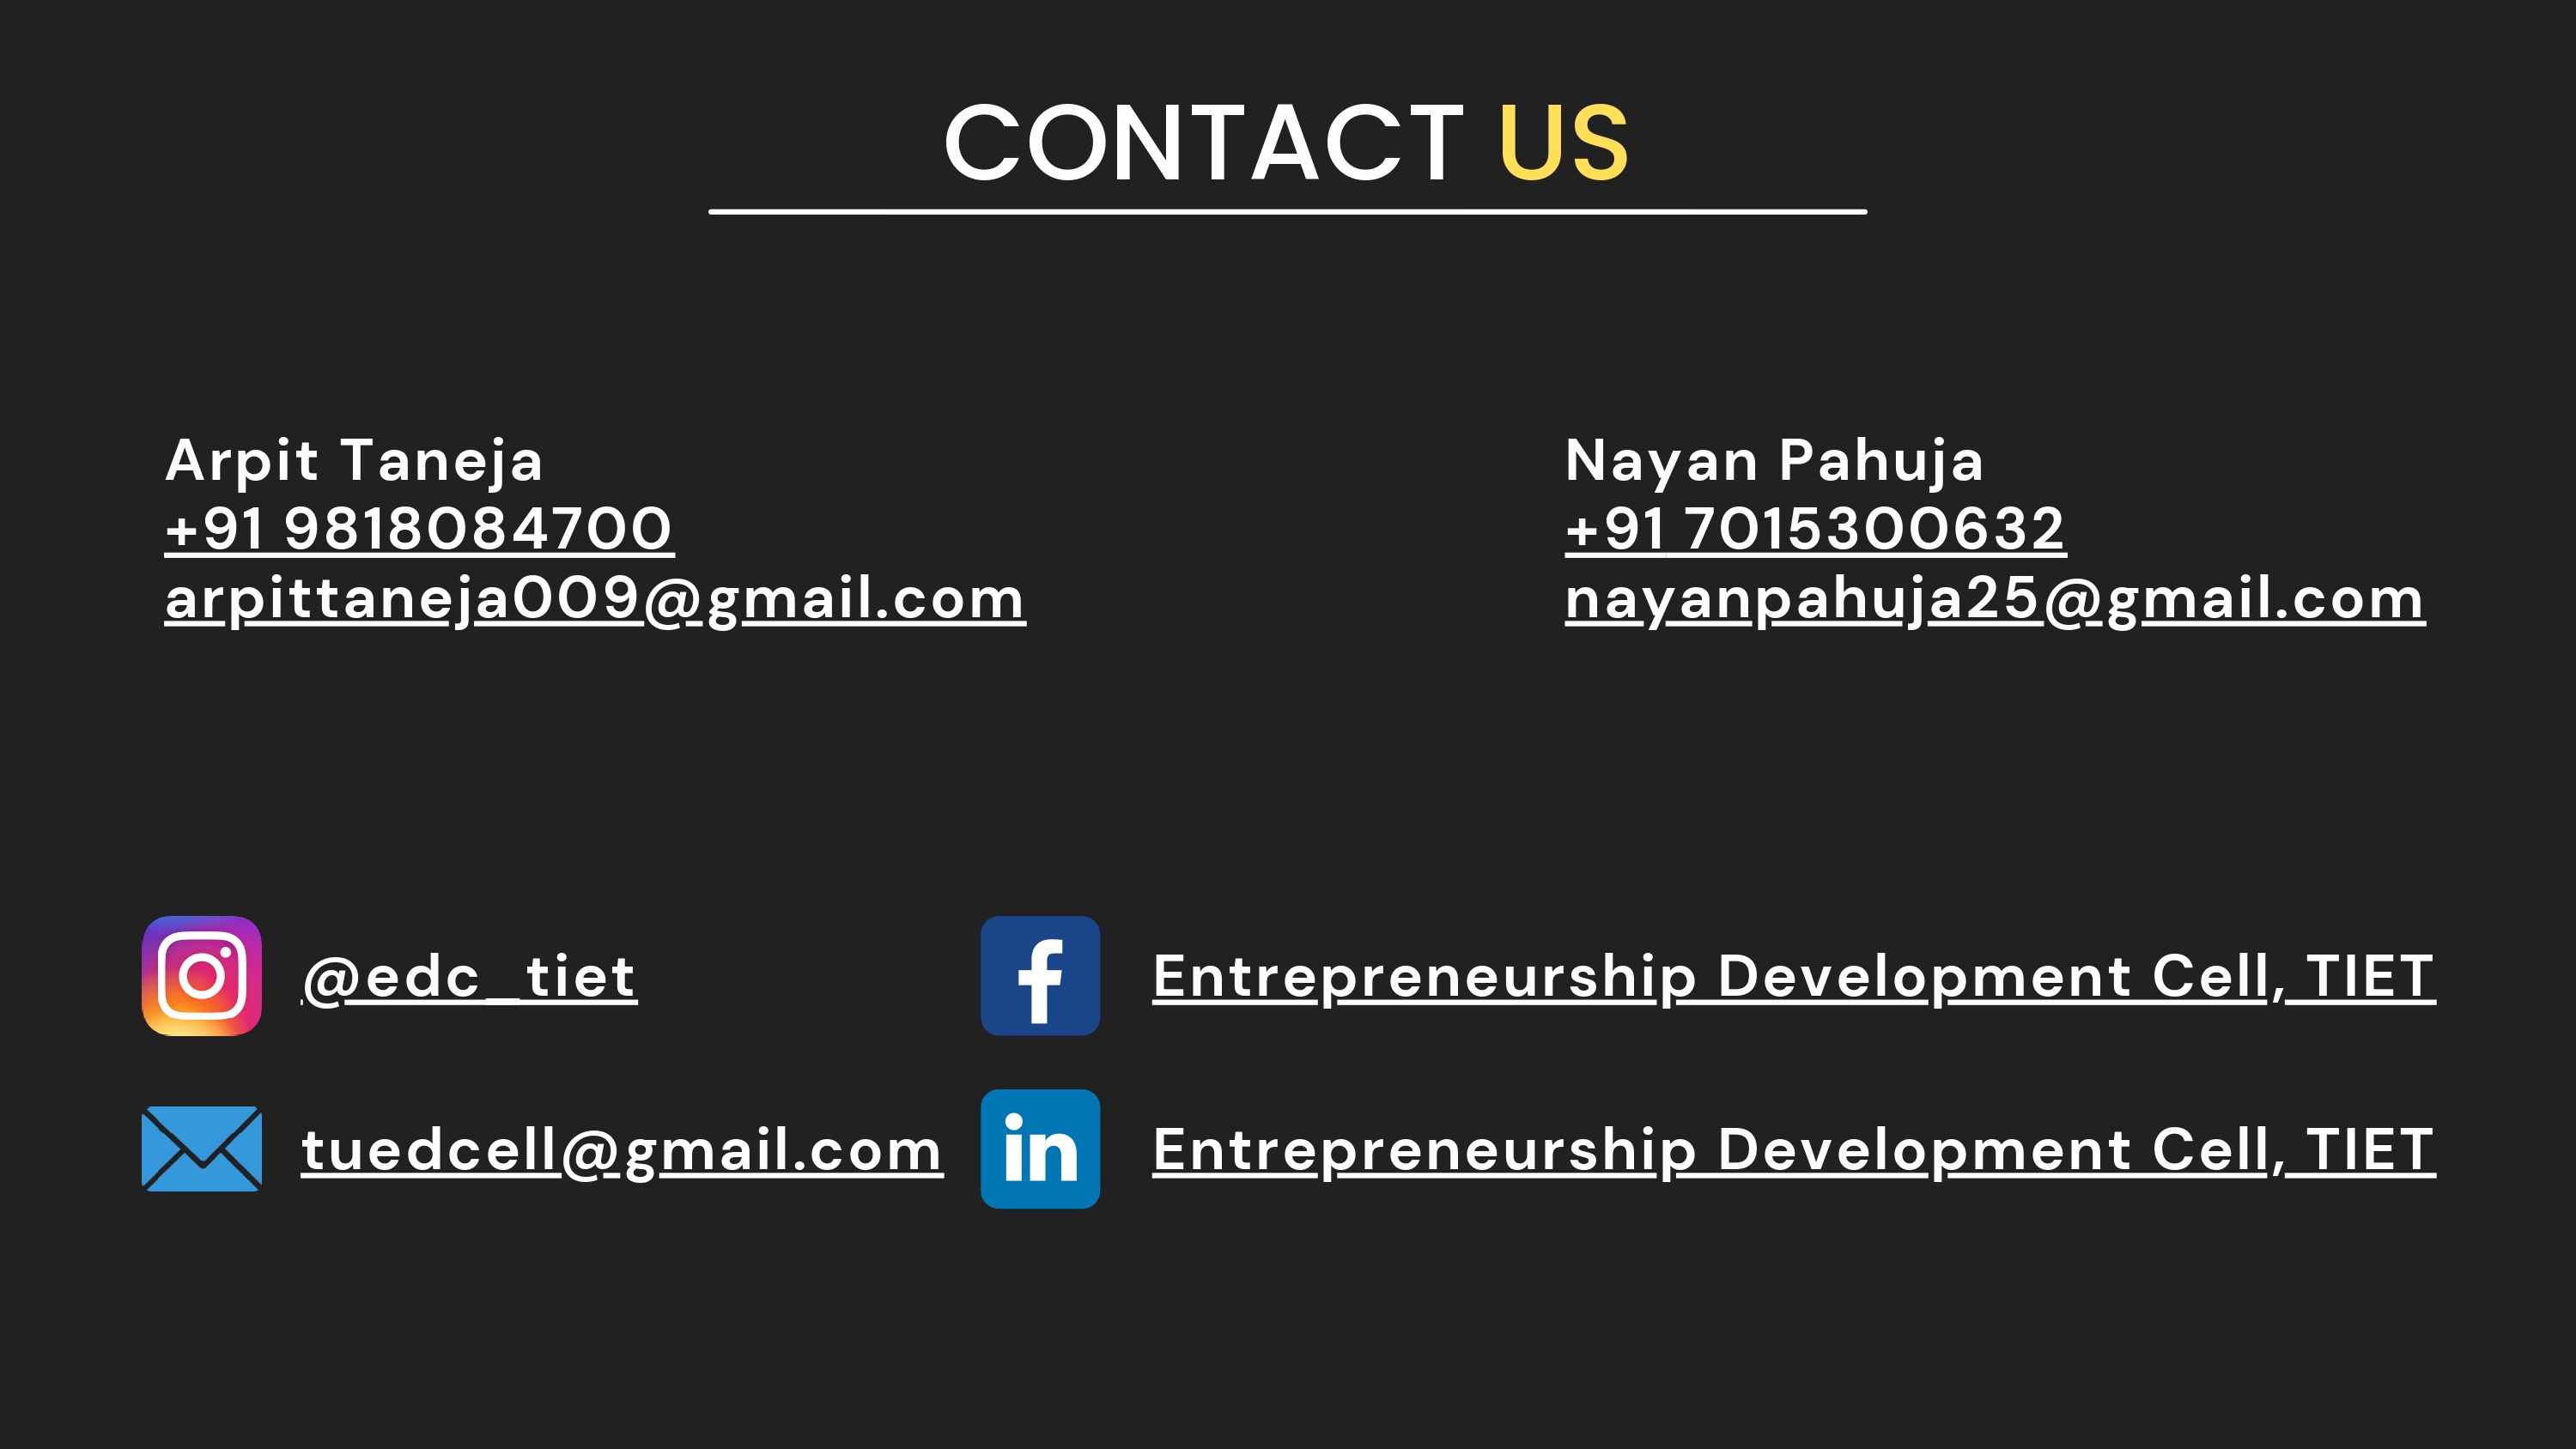 CONTACT US
Arpit Taneja
+91 9818084700
arpittaneja009@gmail.com
Nayan Pahuja
+91 7015300632
nayanpahuja25@gmail.com
@edc_tiet
Entrepreneurship Development Cell, TIET
tuedcell@gmail.com
Entrepreneurship Development Cell, TIET